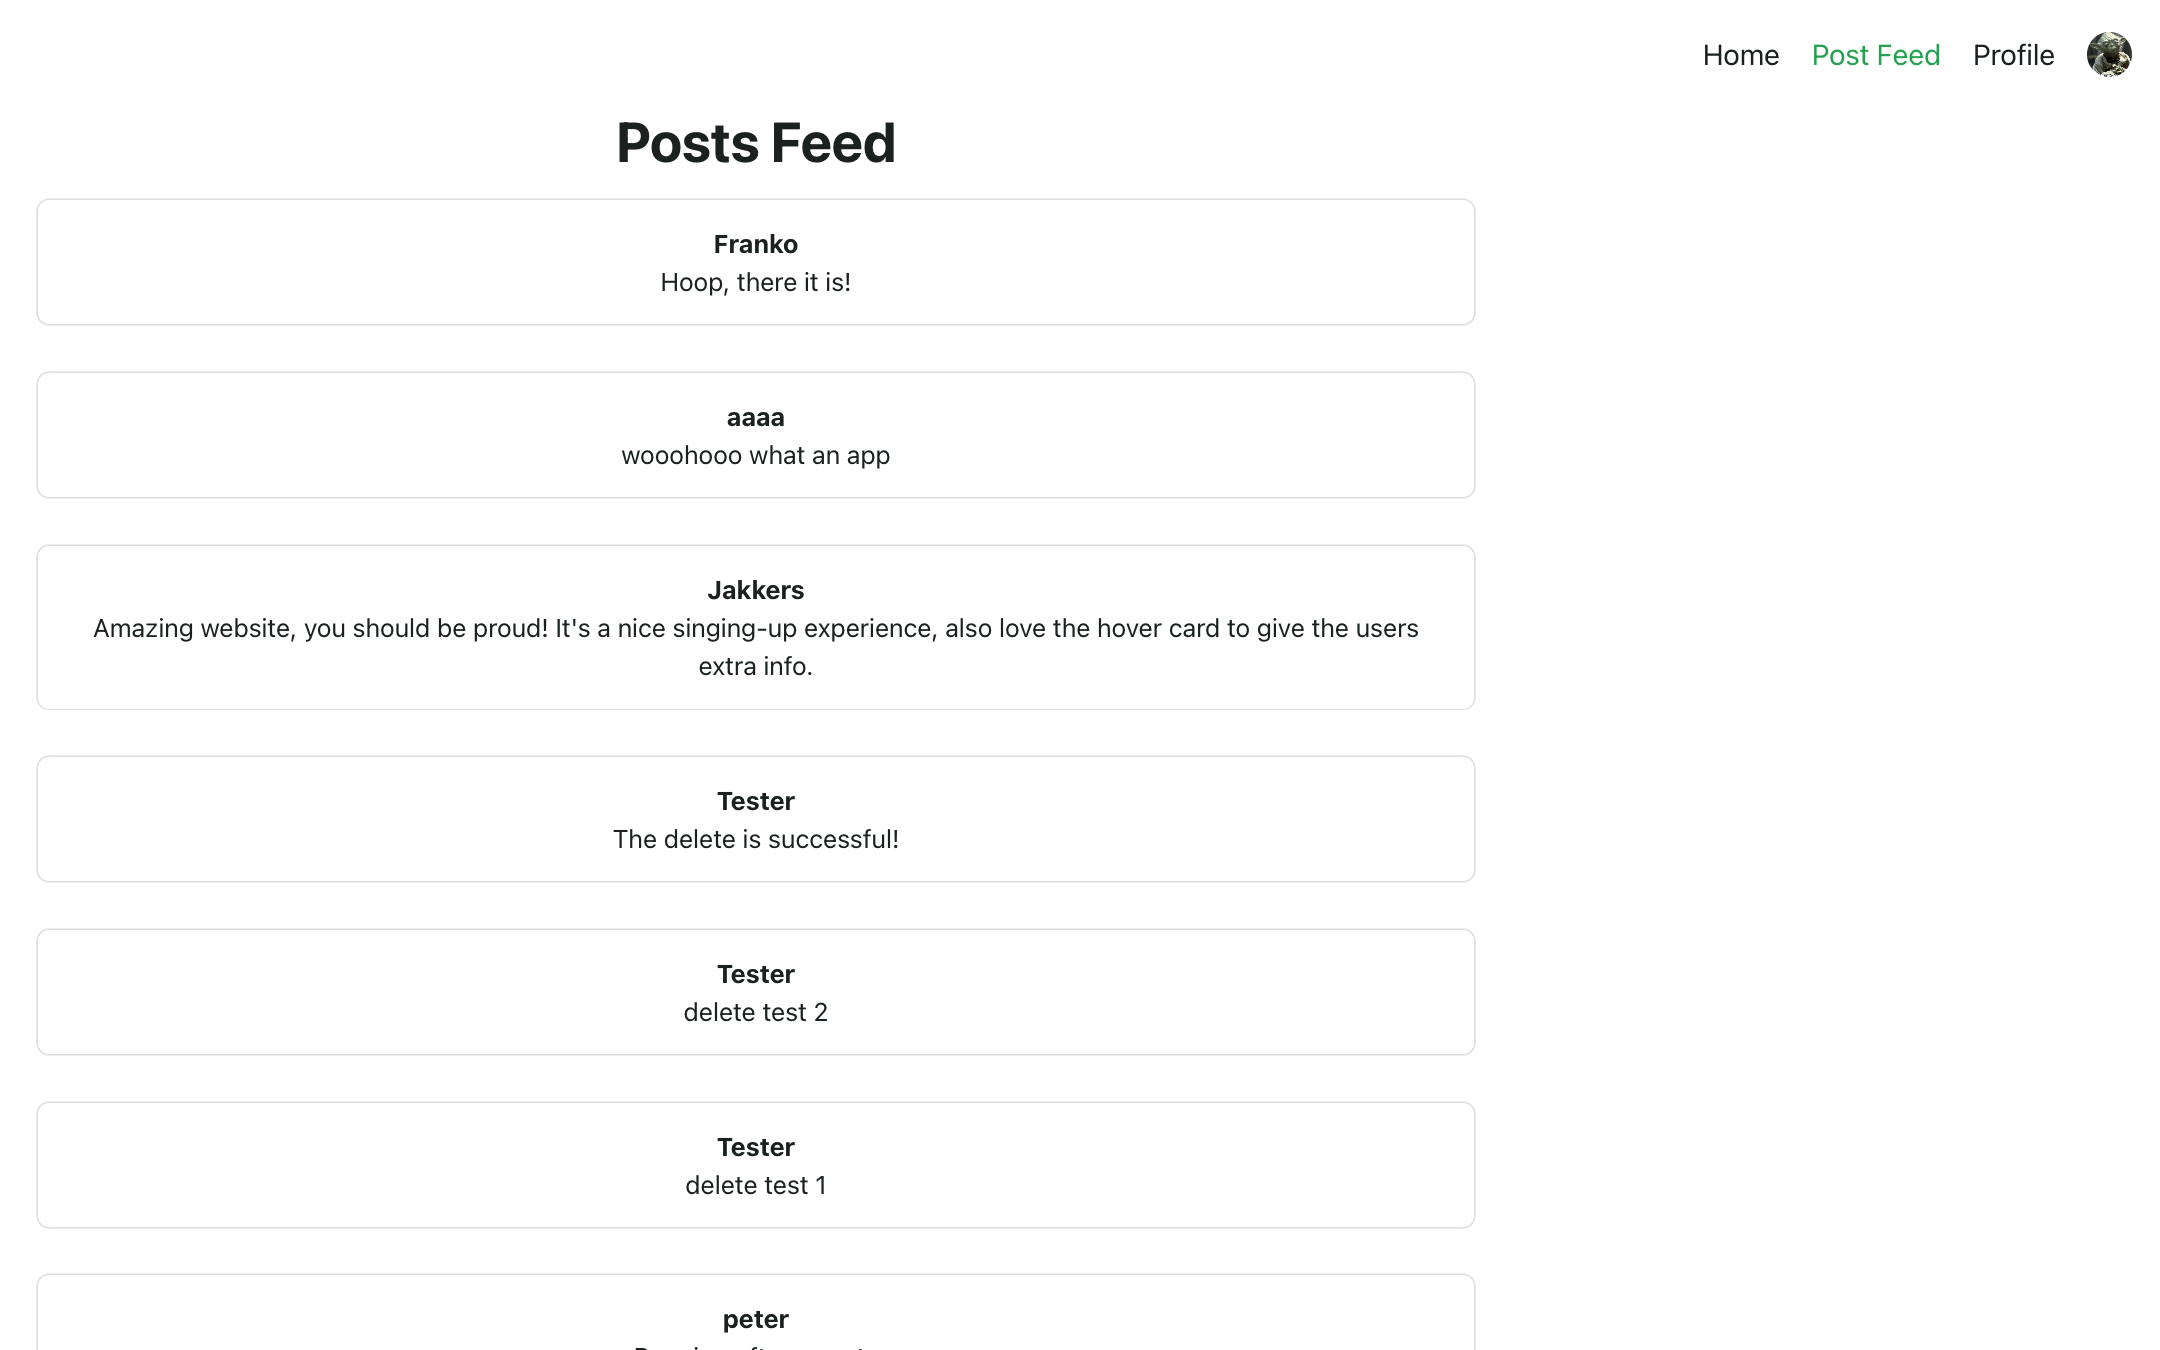 Home Post Feed Profile
Posts Feed
Franko
Hoop, there it is!
aaaa
wooohooo what an app
Jakkers
Amazing website, you should be proud! It's a nice singing-up experience, also love the hover card to give the users
extra info.
Tester
The delete is successful!
Tester
delete test 2
Tester
delete test 1
peter